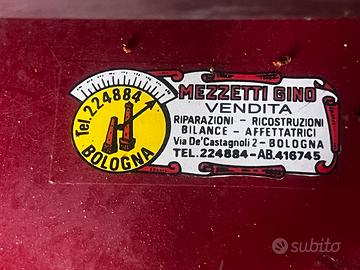 Tel. 224884
BOLOGNA
MEZZETTI GINO
VENDITA
RIPARAZIONI - RICOSTRUZIONI
BILANCE - AFFETTATRICI
Via De' Castagnoli 2 - BOLOGNA
TEL. 224884 - AB. 416745
subito